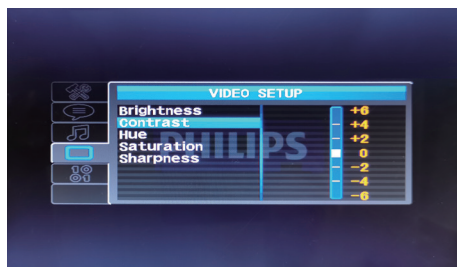 VIDEO SETUP
Brightness
Contrast
Hue
Saturation
Sharpness
PHILIPS
+6
+4
+2
0
-2
-4
-6